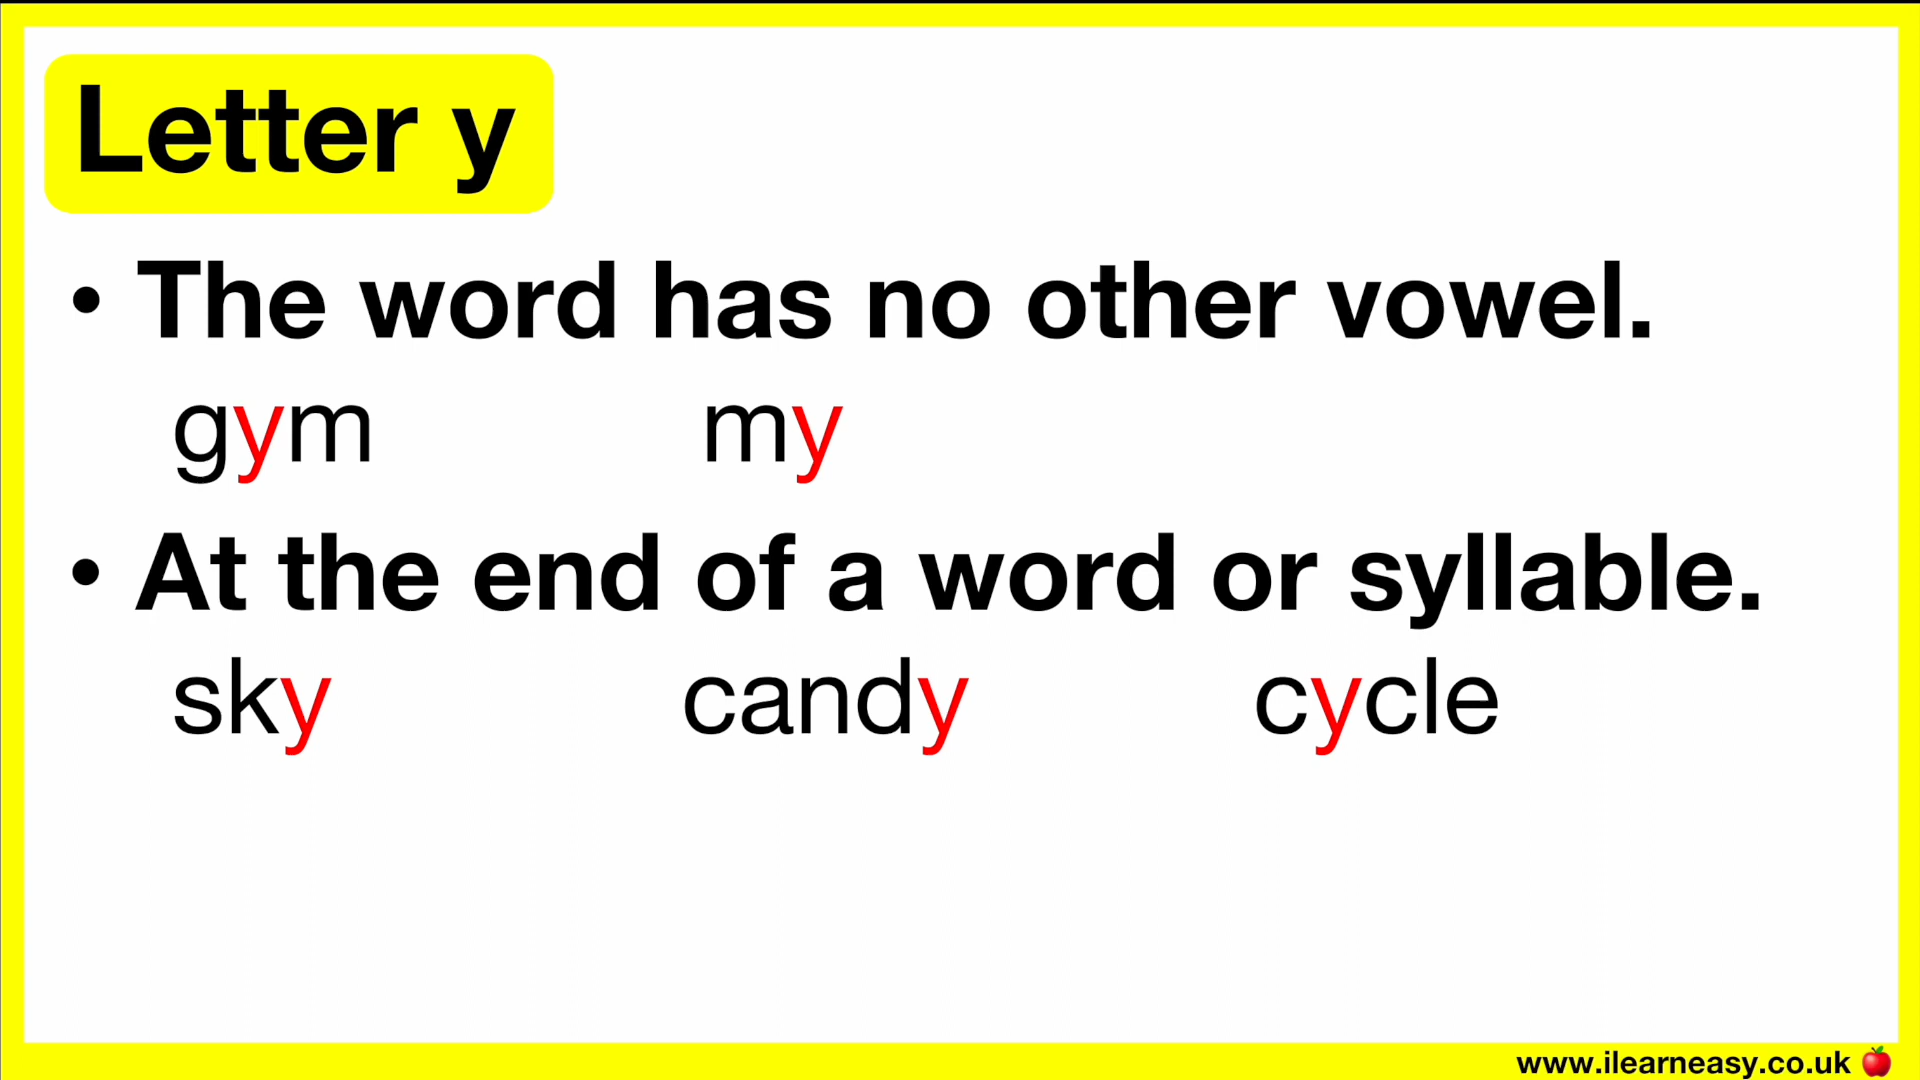 Letter y
• The word has no other vowel.
gym my
• At the end of a word or syllable.
sky candy cycle
www.ilearneasy.co.uk